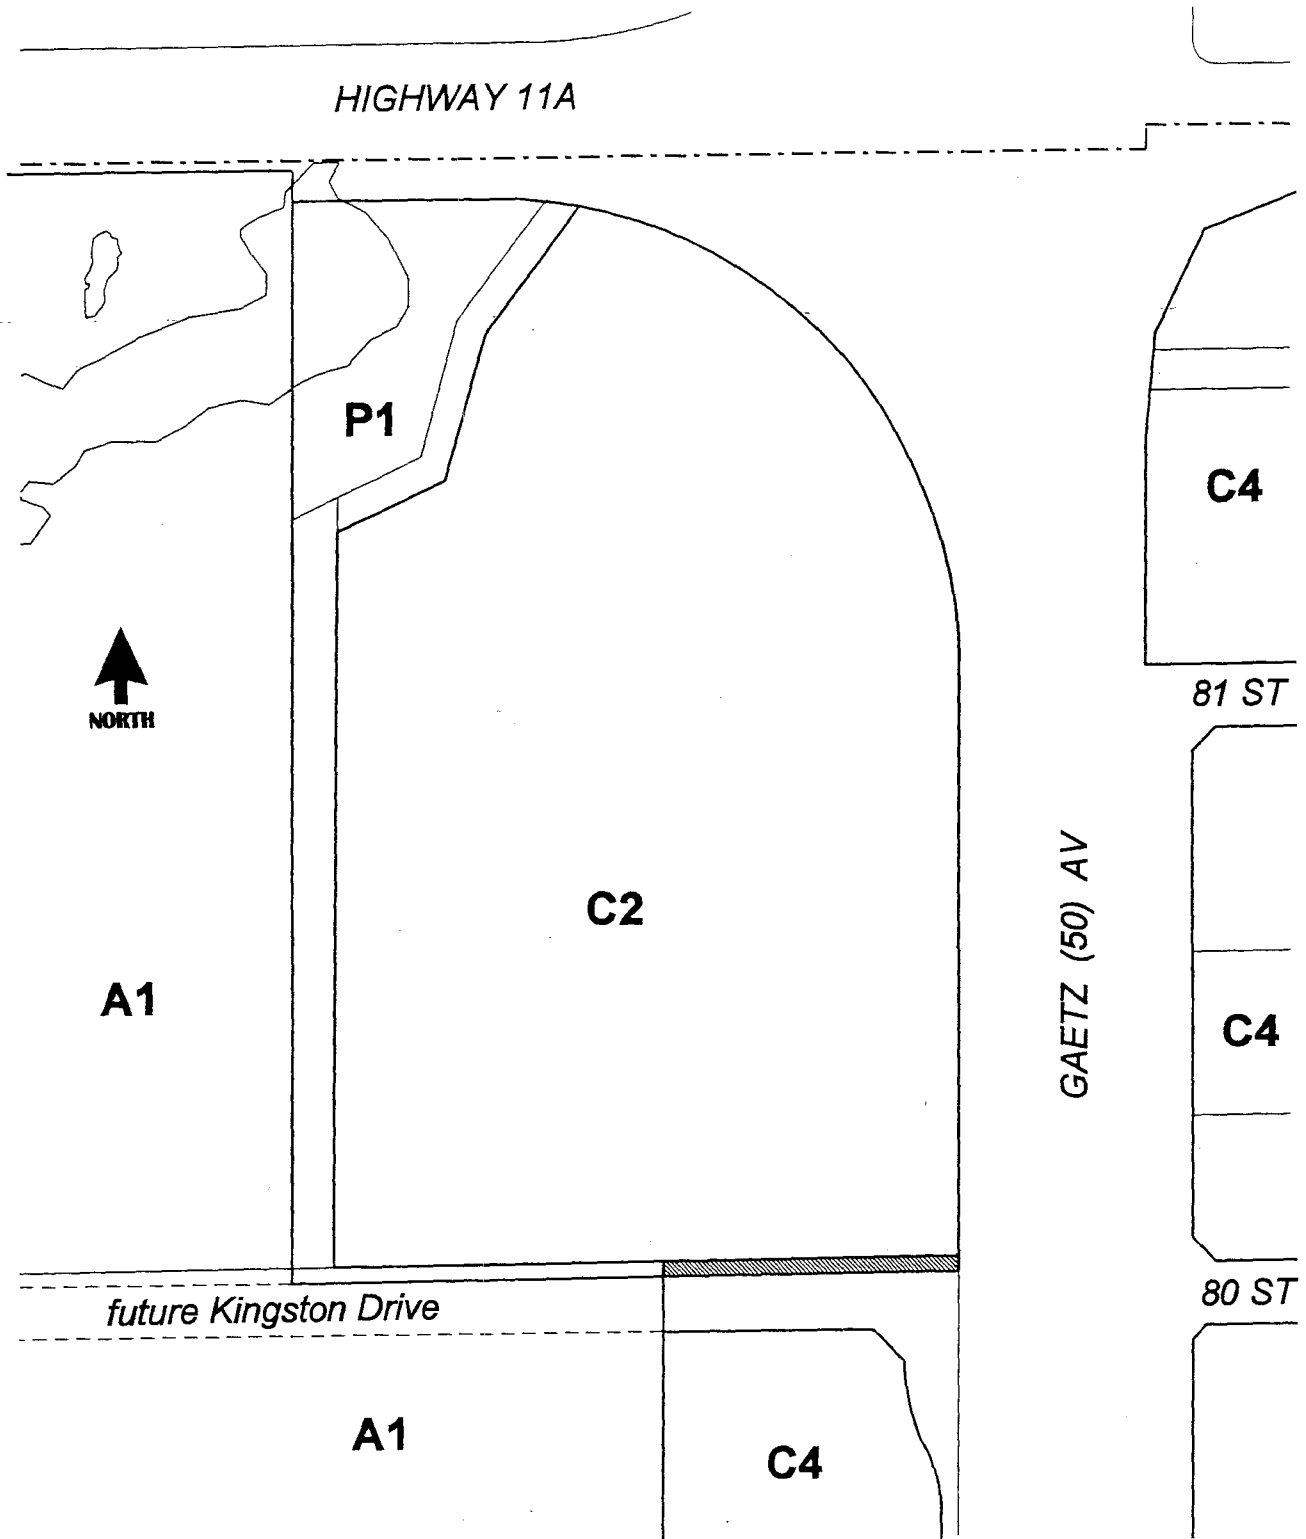 HIGHWAY 11A
P1
C4
NORTH
81 ST
GAETZ (50) AV
C2
A1
C4
80 ST
future Kingston Drive
A1
C4